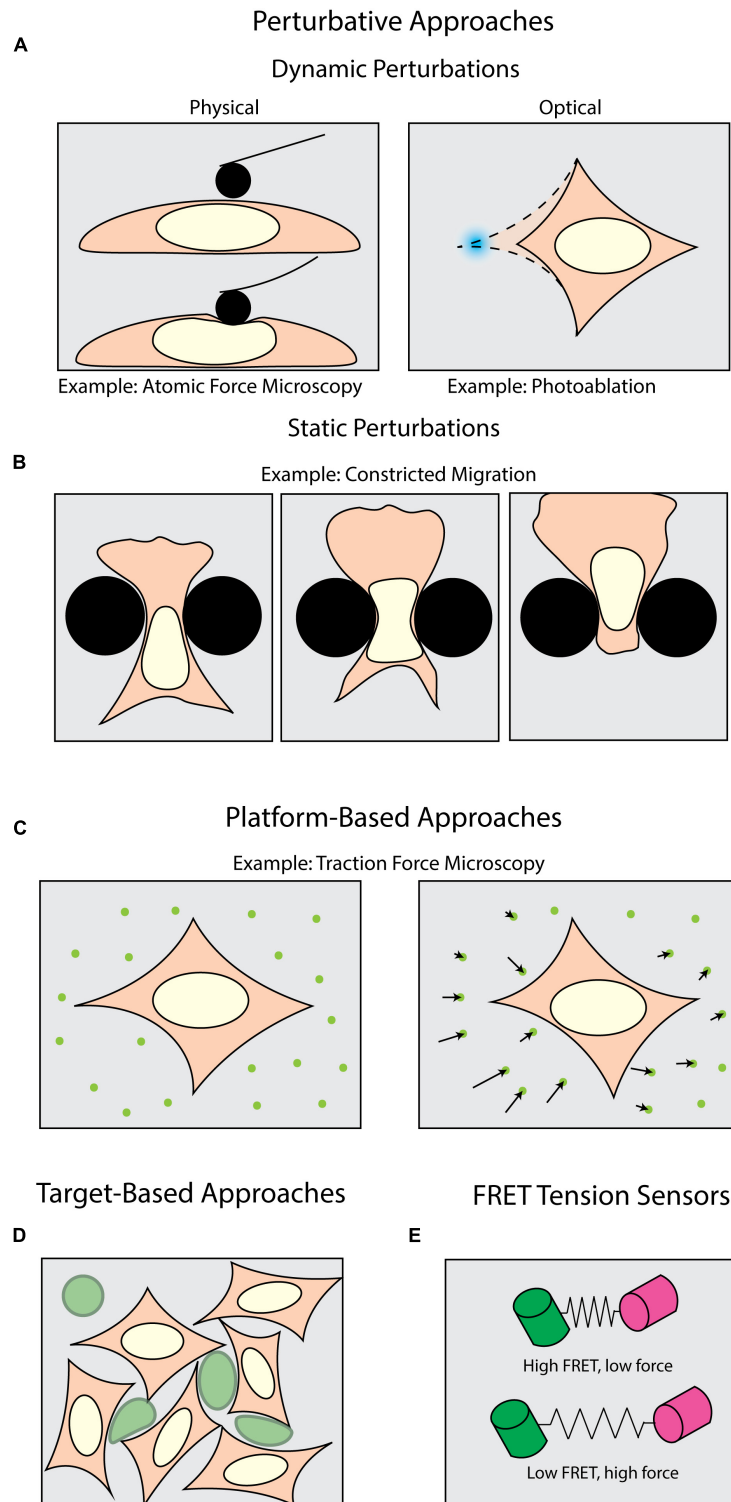 Perturbative Approaches
A
Dynamic Perturbations
Physical
Optical
Example: Atomic Force Microscopy
Example: Photoablation
Static Perturbations
B
Example: Constricted Migration
Platform-Based Approaches
C
Example: Traction Force Microscopy
Target-Based Approaches
FRET Tension Sensors
D
E
High FRET, low force
Low FRET, high force